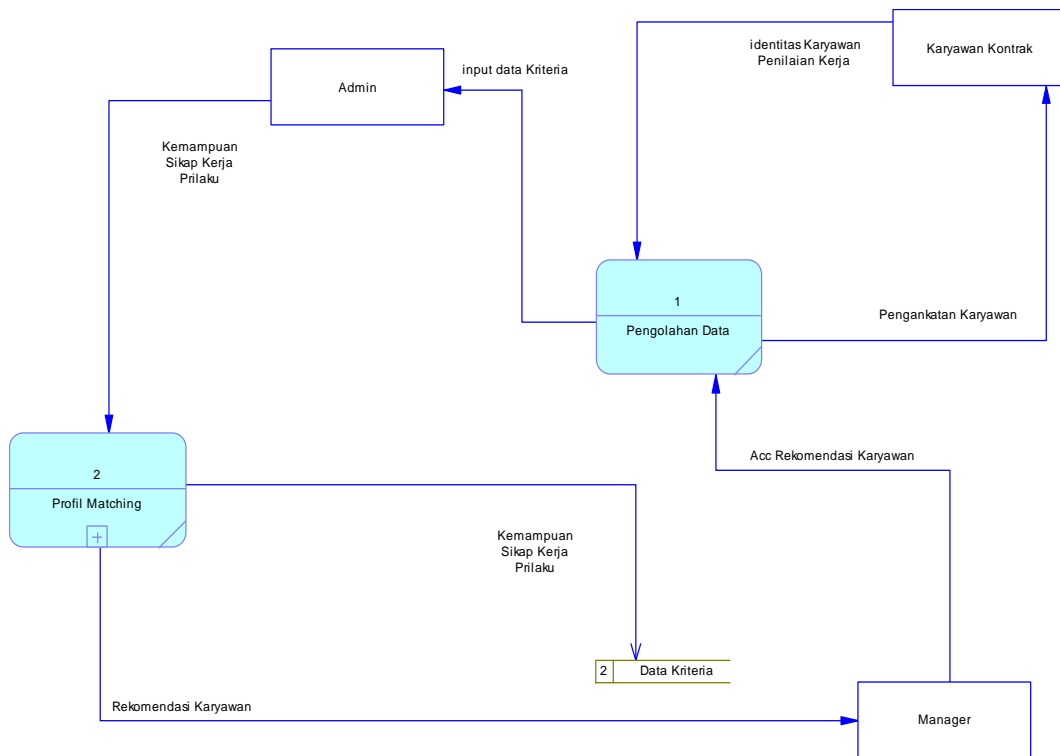 identitas Karyawan
Penilaian Kerja
Karyawan Kontrak
input data Kriteria
Admin
Kemampuan
Sikap Kerja
Prilaku
1
Pengolahan Data
Pengankatan Karyawan
Acc Rekomendasi Karyawan
2
Profil Matching
Kemampuan
Sikap Kerja
Prilaku
2 Data Kriteria
Rekomendasi Karyawan
Manager